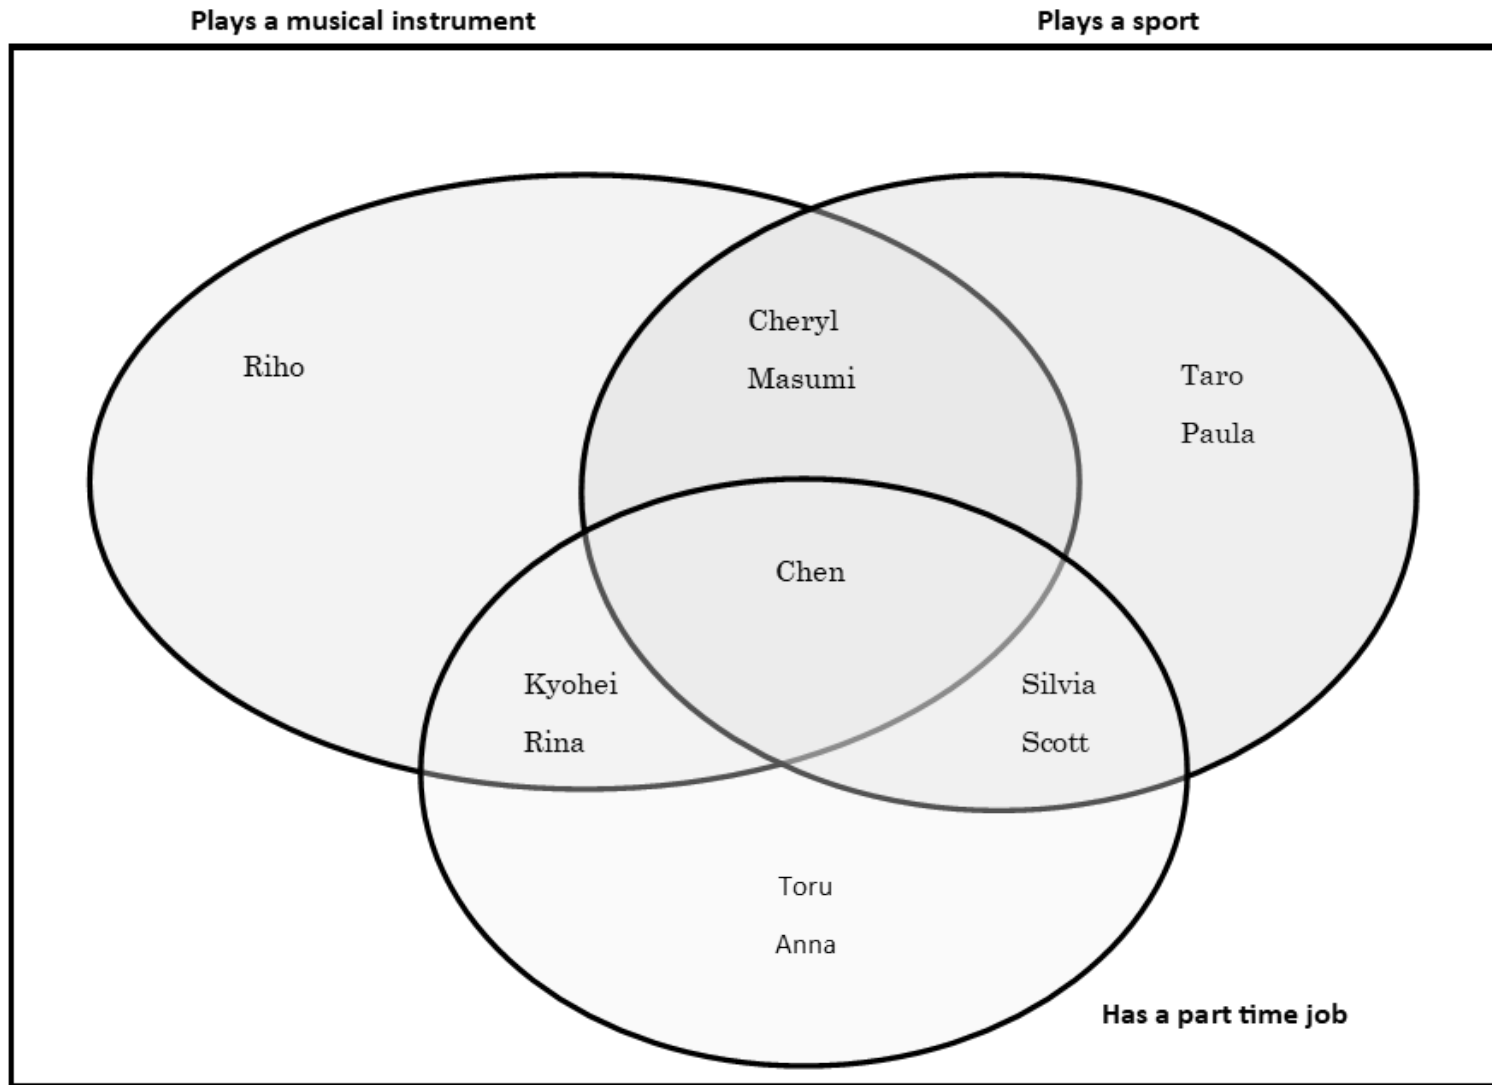 Plays a musical instrument
Plays a sport
Riho
Cheryl
Masumi
Taro
Paula
Chen
Kyohei
Rina
Silvia
Scott
Toru
Anna
Has a part time job